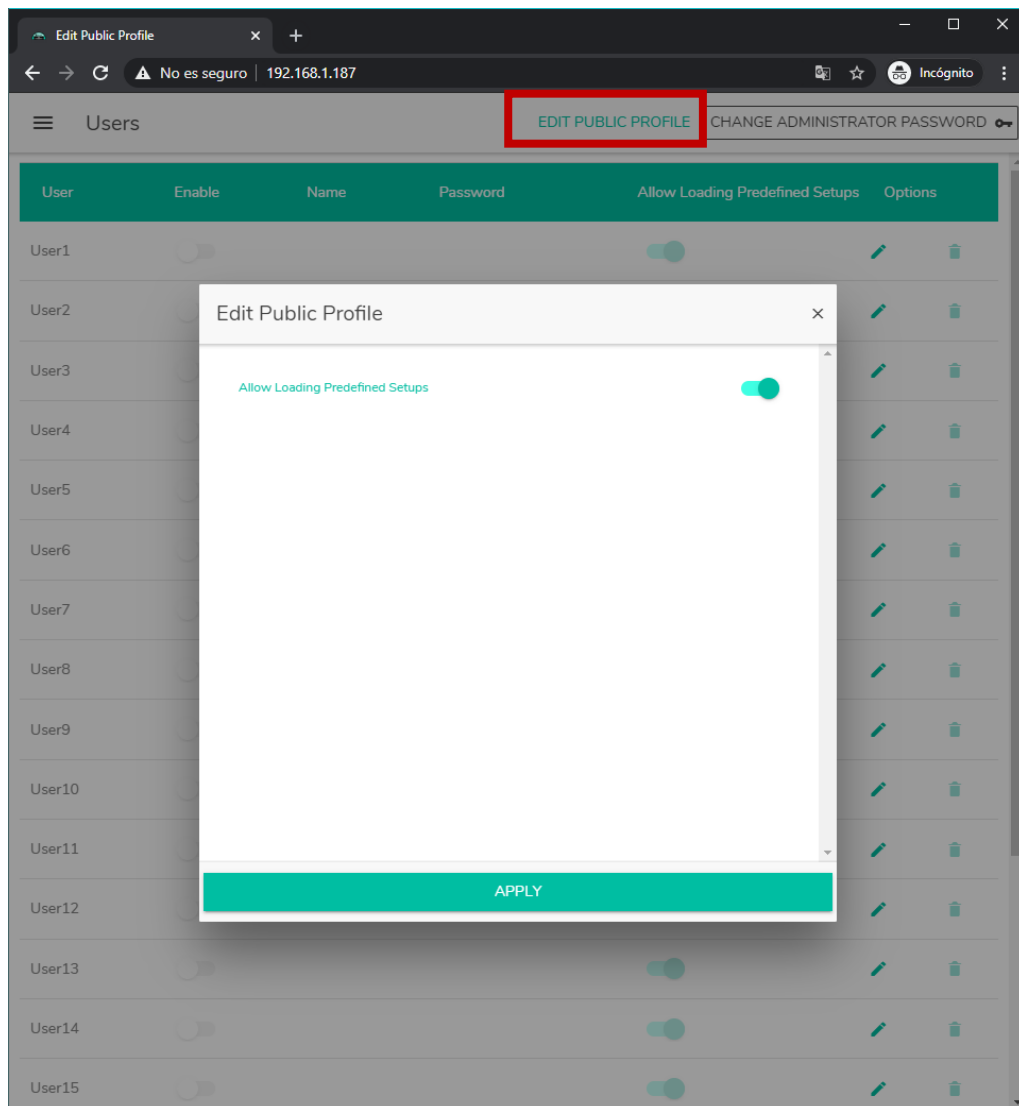 Edit Public Profile
No es seguro | 192.168.1.187
Incógnito
Users
EDIT PUBLIC PROFILE
CHANGE ADMINISTRATOR PASSWORD
User Enable Name Password Allow Loading Predefined Setups Options
User1
User2
Edit Public Profile
User3
Allow Loading Predefined Setups
User4
User5
User6
User7
User8
User9
User10
User11
APPLY
User12
User13
User14
User15